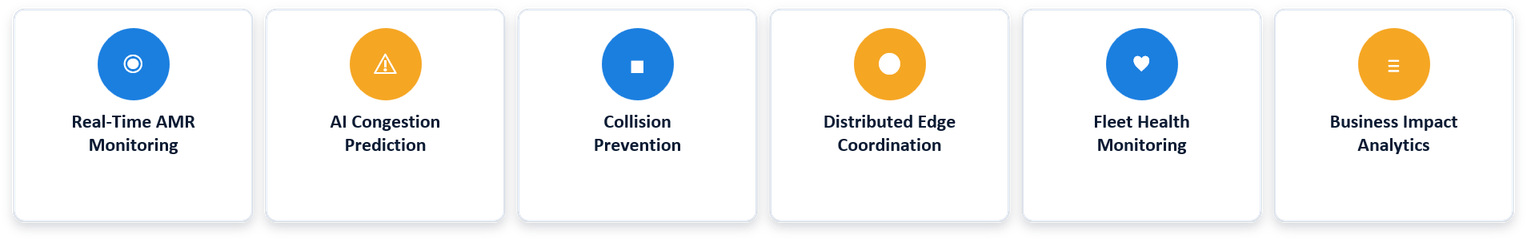 Real-Time AMR
Monitoring
AI Congestion
Prediction
Collision
Prevention
Distributed Edge
Coordination
Fleet Health
Monitoring
Business Impact
Analytics